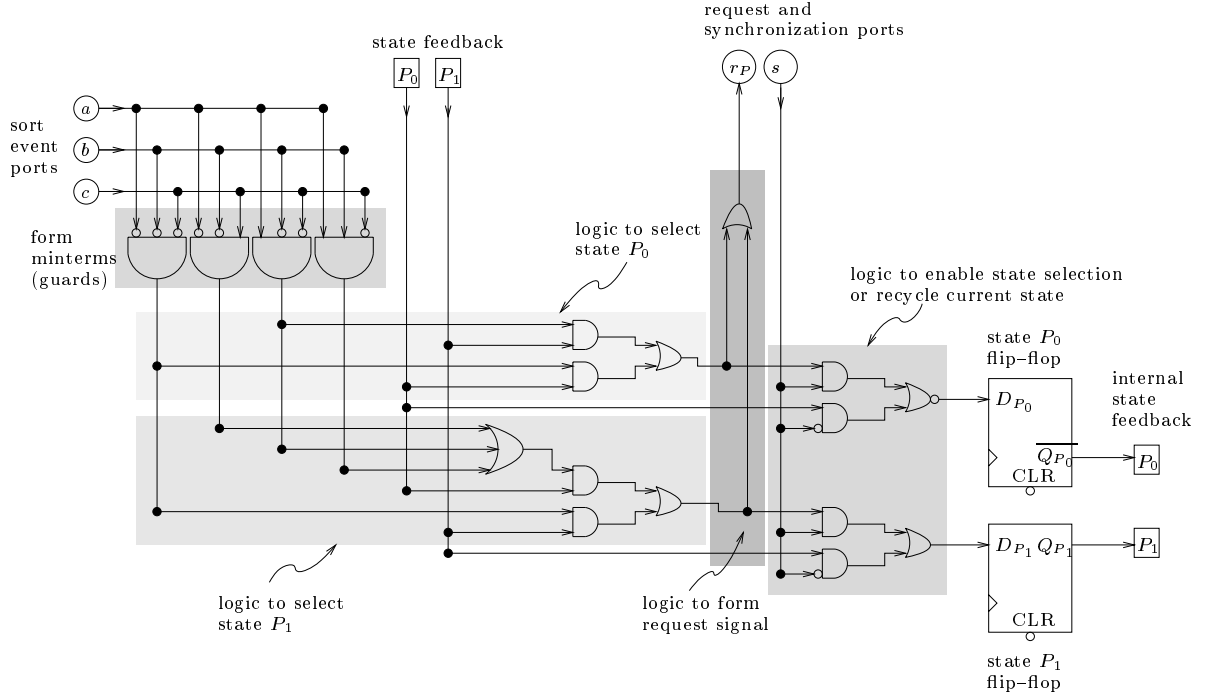 request and
synchronization ports
state feedback
P0
P1
rP
s
a
b
c
sort
event
ports
form
minterms
(guards)
logic to select
state P0
logic to enable state selection
or recycle current state
state P0
flip–flop
internal
state
feedback
DP0
QP0
CLR
P0
DP1
QP1
CLR
P1
logic to select
state P1
logic to form
request signal
state P1
flip–flop